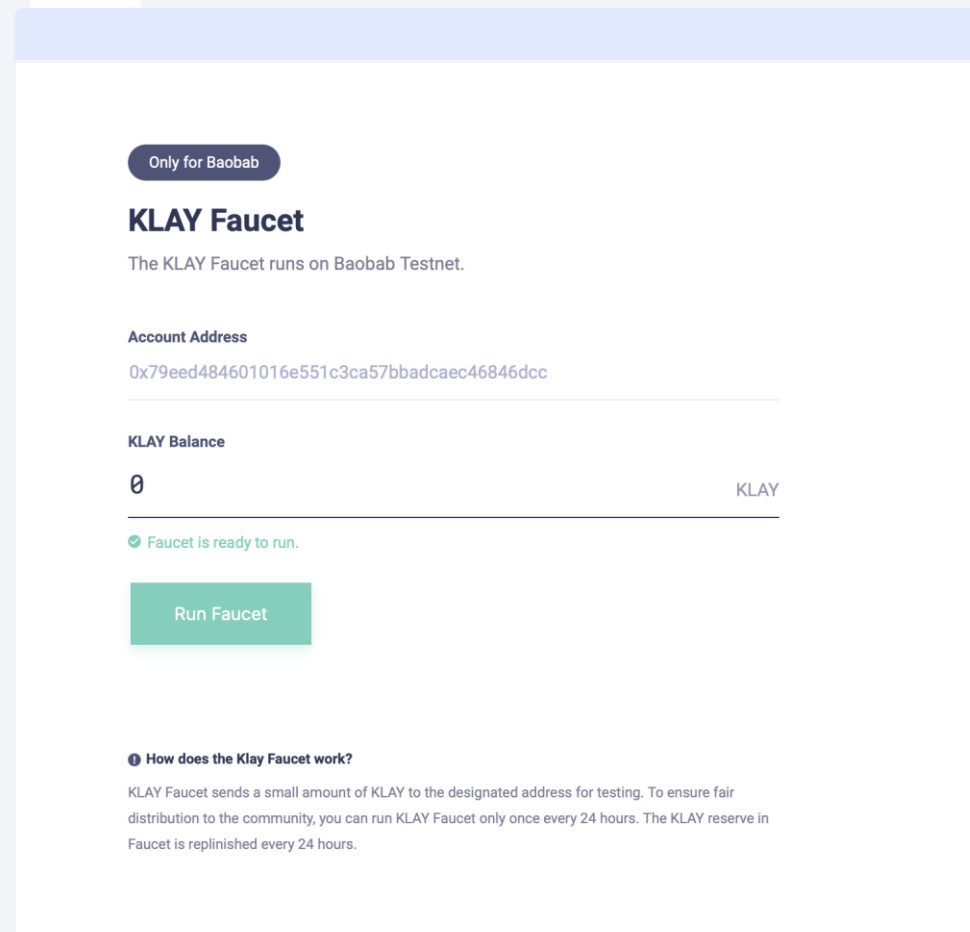 Only for Baobab
KLAY Faucet
The KLAY Faucet runs on Baobab Testnet.
Account Address
0x79eed484601016e551c3ca57bbadcaec46846dcc
KLAY Balance
0 KLAY
Faucet is ready to run.
Run Faucet
How does the Klay Faucet work?
KLAY Faucet sends a small amount of KLAY to the designated address for testing. To ensure fair
distribution to the community, you can run KLAY Faucet only once every 24 hours. The KLAY reserve in
Faucet is replinished every 24 hours.